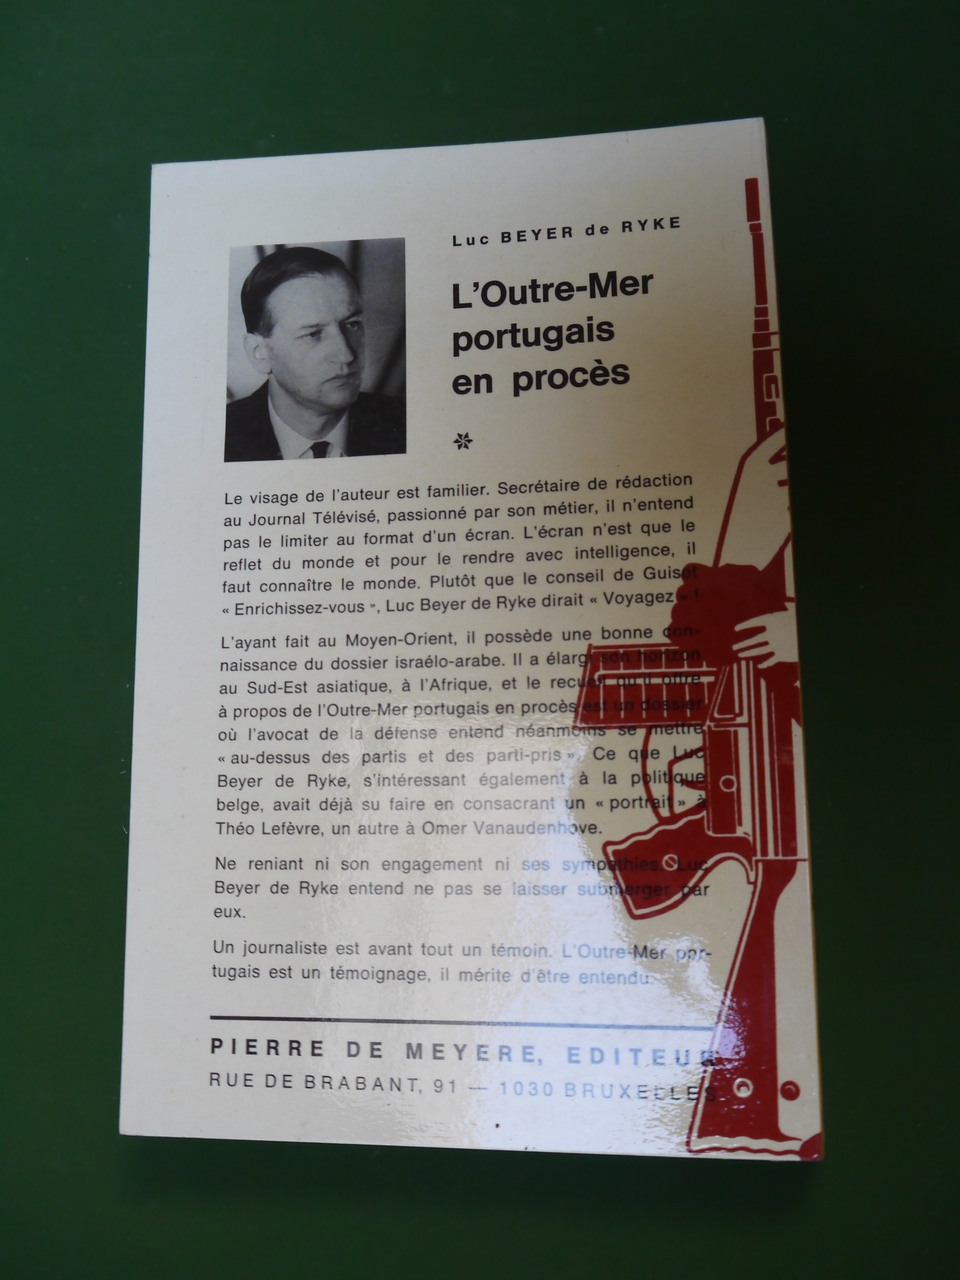 Luc BEYER de RYKE
L'Outre-Mer
portugais
en procès
Le visage de l'auteur est familier. Secrétaire de rédaction
au Journal Télévisé, passionné par son métier, il n'entend
pas le limiter au format d'un écran. L'écran n'est que le
reflet du monde et pour le rendre avec intelligence, il
faut connaître le monde. Plutôt que le conseil de Guisot
« Enrichissez-vous », Luc Beyer de Ryke dirait « Voyagez » !
L'ayant fait au Moyen-Orient, il possède une bonne con-
naissance du dossier israélo-arabe. Il a élargi son horizon
au Sud-Est asiatique, à l'Afrique, et le recueil qu'il offre
à propos de l'Outre-Mer portugais en procès est un dossier
où l'avocat de la défense entend néanmoins se mettre
« au-dessus des partis et des parti-pris ». Ce que Luc
Beyer de Ryke, s'intéressant également à la politique
belge, avait déjà su faire en consacrant un « portrait » à
Théo Lefèvre, un autre à Omer Vanaudenhove.
Ne reniant ni son engagement ni ses sympathies, Luc
Beyer de Ryke entend ne pas se laisser submerger par
eux.
Un journaliste est avant tout un témoin. L'Outre-Mer por-
tugais est un témoignage, il mérite d'être entendu.
PIERRE DE MEYERE, EDITEUR
RUE DE BRABANT, 91 — 1030 BRUXELLES